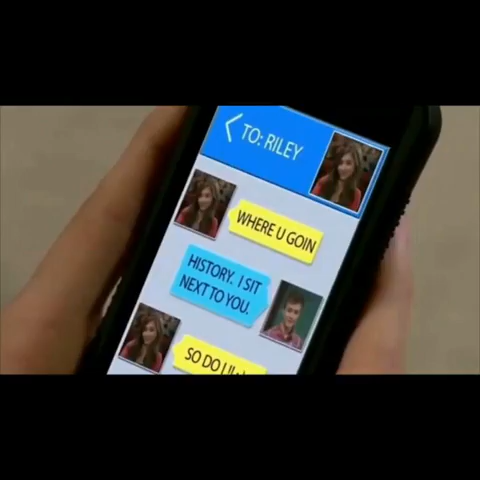 TO: RILEY
WHERE U GOIN
HISTORY. I SIT
NEXT TO YOU.
SO DO